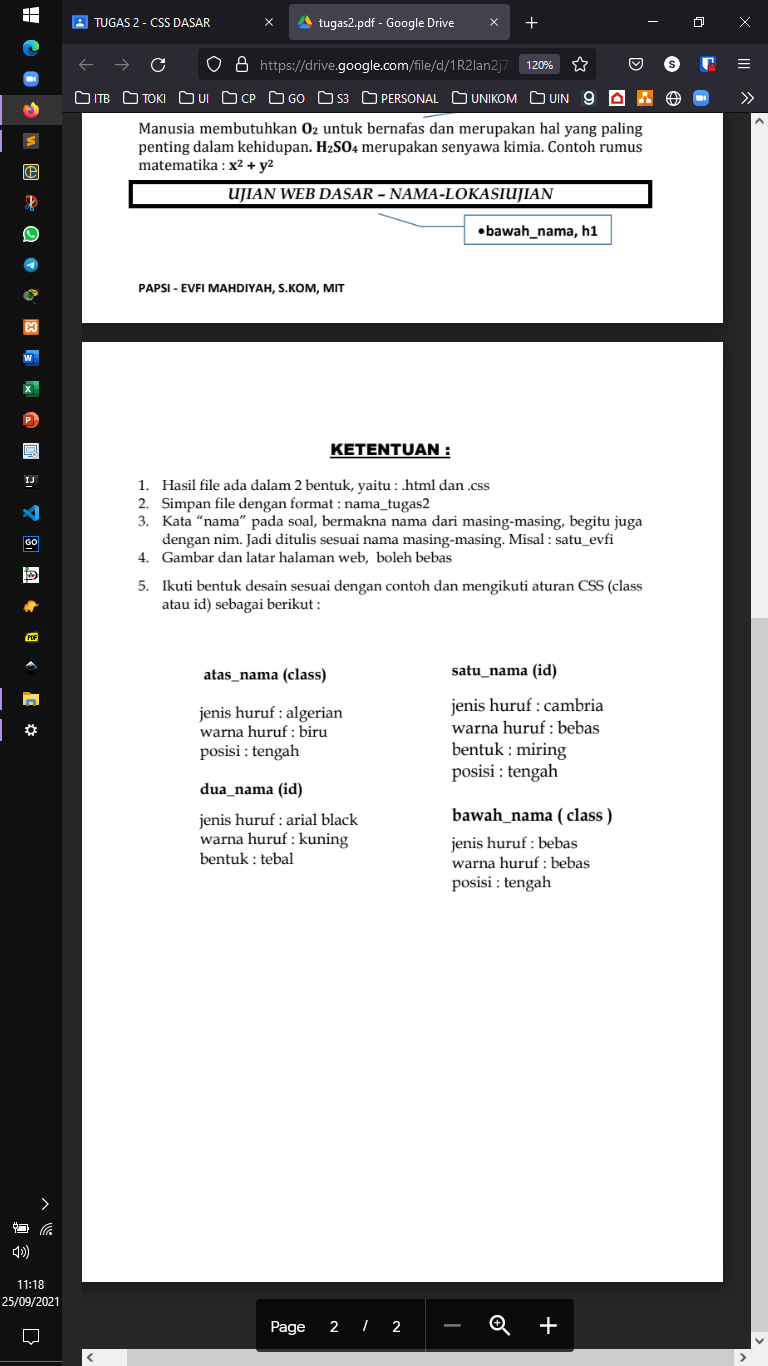 TUGAS 2 - CSS DASAR
tugas2.pdf - Google Drive
https://drive.google.com/file/d/1R2lan2j7
120%
S
ITB TOKI UI CP GO S3 PERSONAL UNIKOM UIN
Manusia membutuhkan O₂ untuk bernafas dan merupakan hal yang paling
penting dalam kehidupan. H₂SO₄ merupakan senyawa kimia. Contoh rumus
matematika : x² + y²
UJIAN WEB DASAR – NAMA-LOKASIUJIAN
•bawah_nama, h1
PAPSI - EVFI MAHDIYAH, S.KOM, MIT
KETENTUAN :
1. Hasil file ada dalam 2 bentuk, yaitu : .html dan .css
2. Simpan file dengan format : nama_tugas2
3. Kata “nama” pada soal, bermakna nama dari masing-masing, begitu juga
dengan nim. Jadi ditulis sesuai nama masing-masing. Misal : satu_evfi
4. Gambar dan latar halaman web, boleh bebas
5. Ikuti bentuk desain sesuai dengan contoh dan mengikuti aturan CSS (class
atau id) sebagai berikut :
atas_nama (class)
jenis huruf : algerian
warna huruf : biru
posisi : tengah
dua_nama (id)
jenis huruf : arial black
warna huruf : kuning
bentuk : tebal
satu_nama (id)
jenis huruf : cambria
warna huruf : bebas
bentuk : miring
posisi : tengah
bawah_nama ( class )
jenis huruf : bebas
warna huruf : bebas
posisi : tengah
11:18
25/09/2021
Page 2 / 2